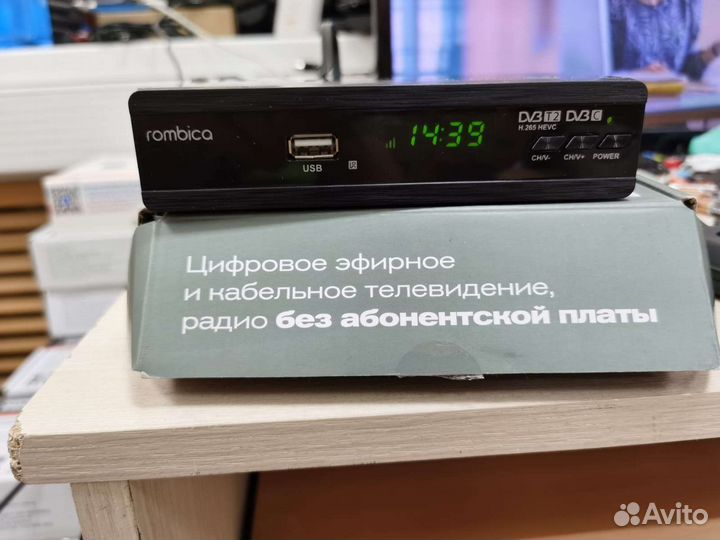 rombica
USB
14:39
DVB T2 DVB C
H.265 HEVC
CH/V- CH/V+ POWER
Цифровое эфирное
и кабельное телевидение,
радио без абонентской платы
Avito